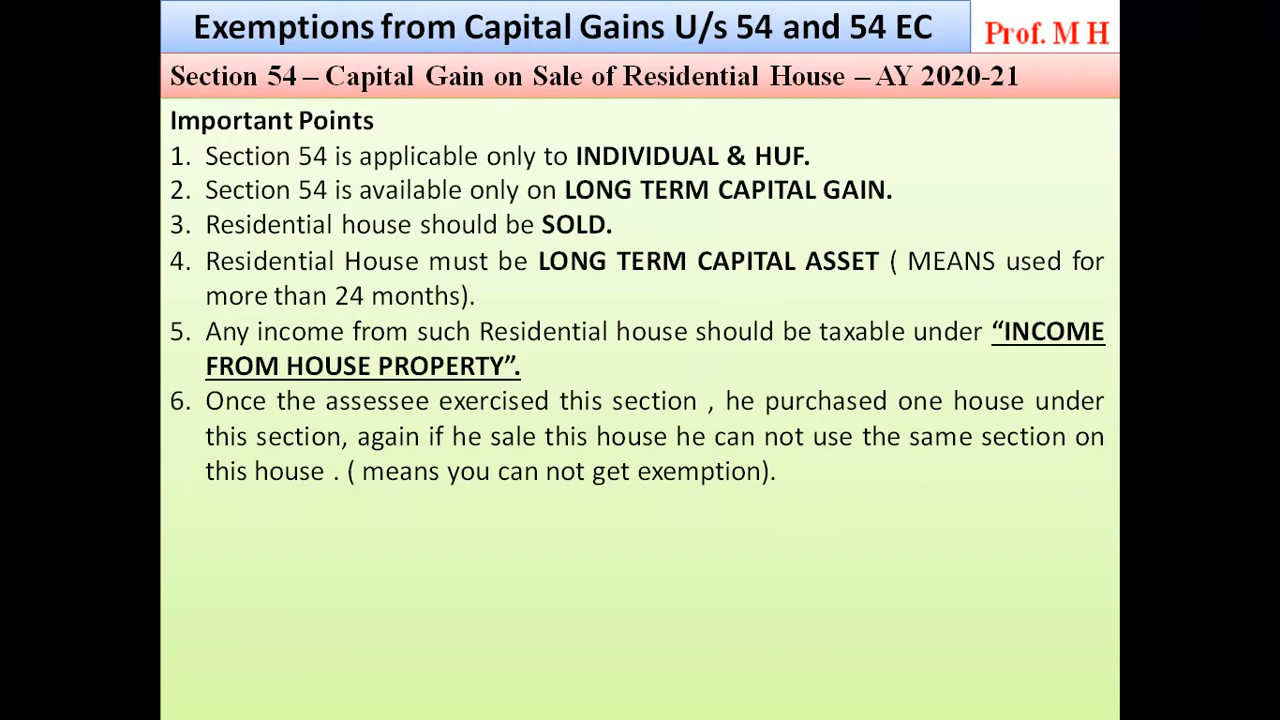 Exemptions from Capital Gains U/s 54 and 54 EC
Prof. M H
Section 54 – Capital Gain on Sale of Residential House – AY 2020-21
Important Points
1. Section 54 is applicable only to INDIVIDUAL & HUF.
2. Section 54 is available only on LONG TERM CAPITAL GAIN.
3. Residential house should be SOLD.
4. Residential House must be LONG TERM CAPITAL ASSET ( MEANS used for
more than 24 months).
5. Any income from such Residential house should be taxable under “INCOME
FROM HOUSE PROPERTY”.
6. Once the assessee exercised this section , he purchased one house under
this section, again if he sale this house he can not use the same section on
this house . ( means you can not get exemption).